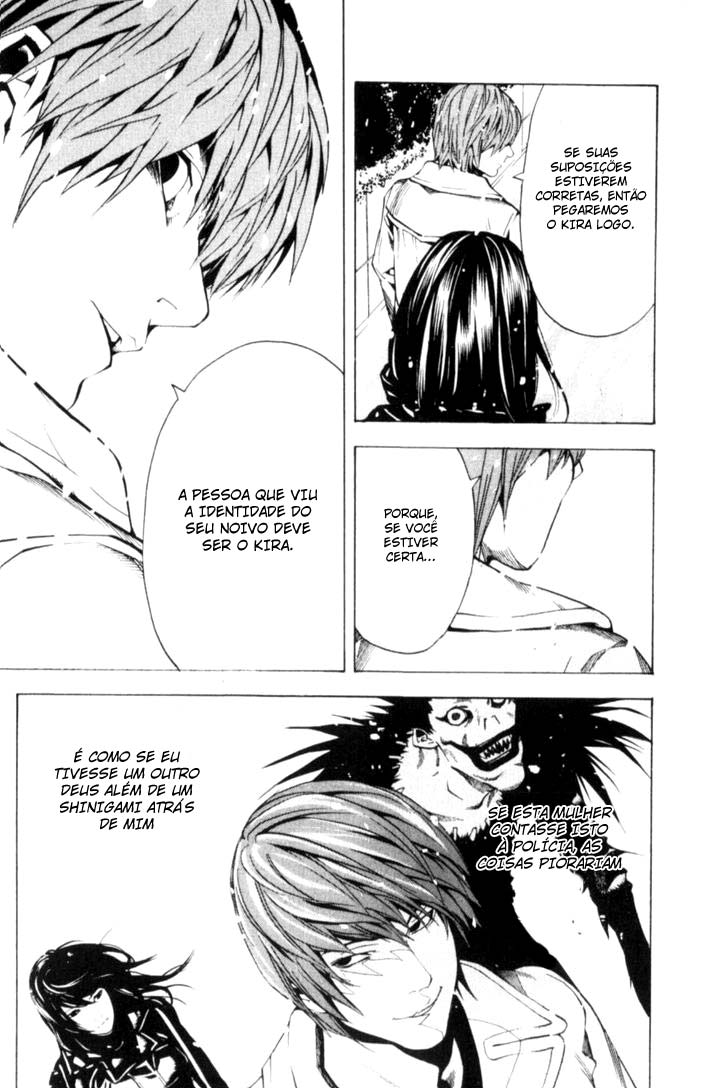 SE SUAS
SUPOSIÇÕES
ESTIVEREM
CORRETAS, ENTÃO
PEGAREMOS
O KIRA LOGO.
PORQUE,
SE VOCÊ
ESTIVER
CERTA...
A PESSOA QUE VIU
A IDENTIDADE DO
SEU NOIVO DEVE
SER O KIRA.
SE ESTA MULHER
CONTASSE ISTO
À POLÍCIA, AS
COISAS PIORARIAM
É COMO SE EU
TIVESSE UM OUTRO
DEUS ALÉM DE UM
SHINIGAMI ATRÁS
DE MIM